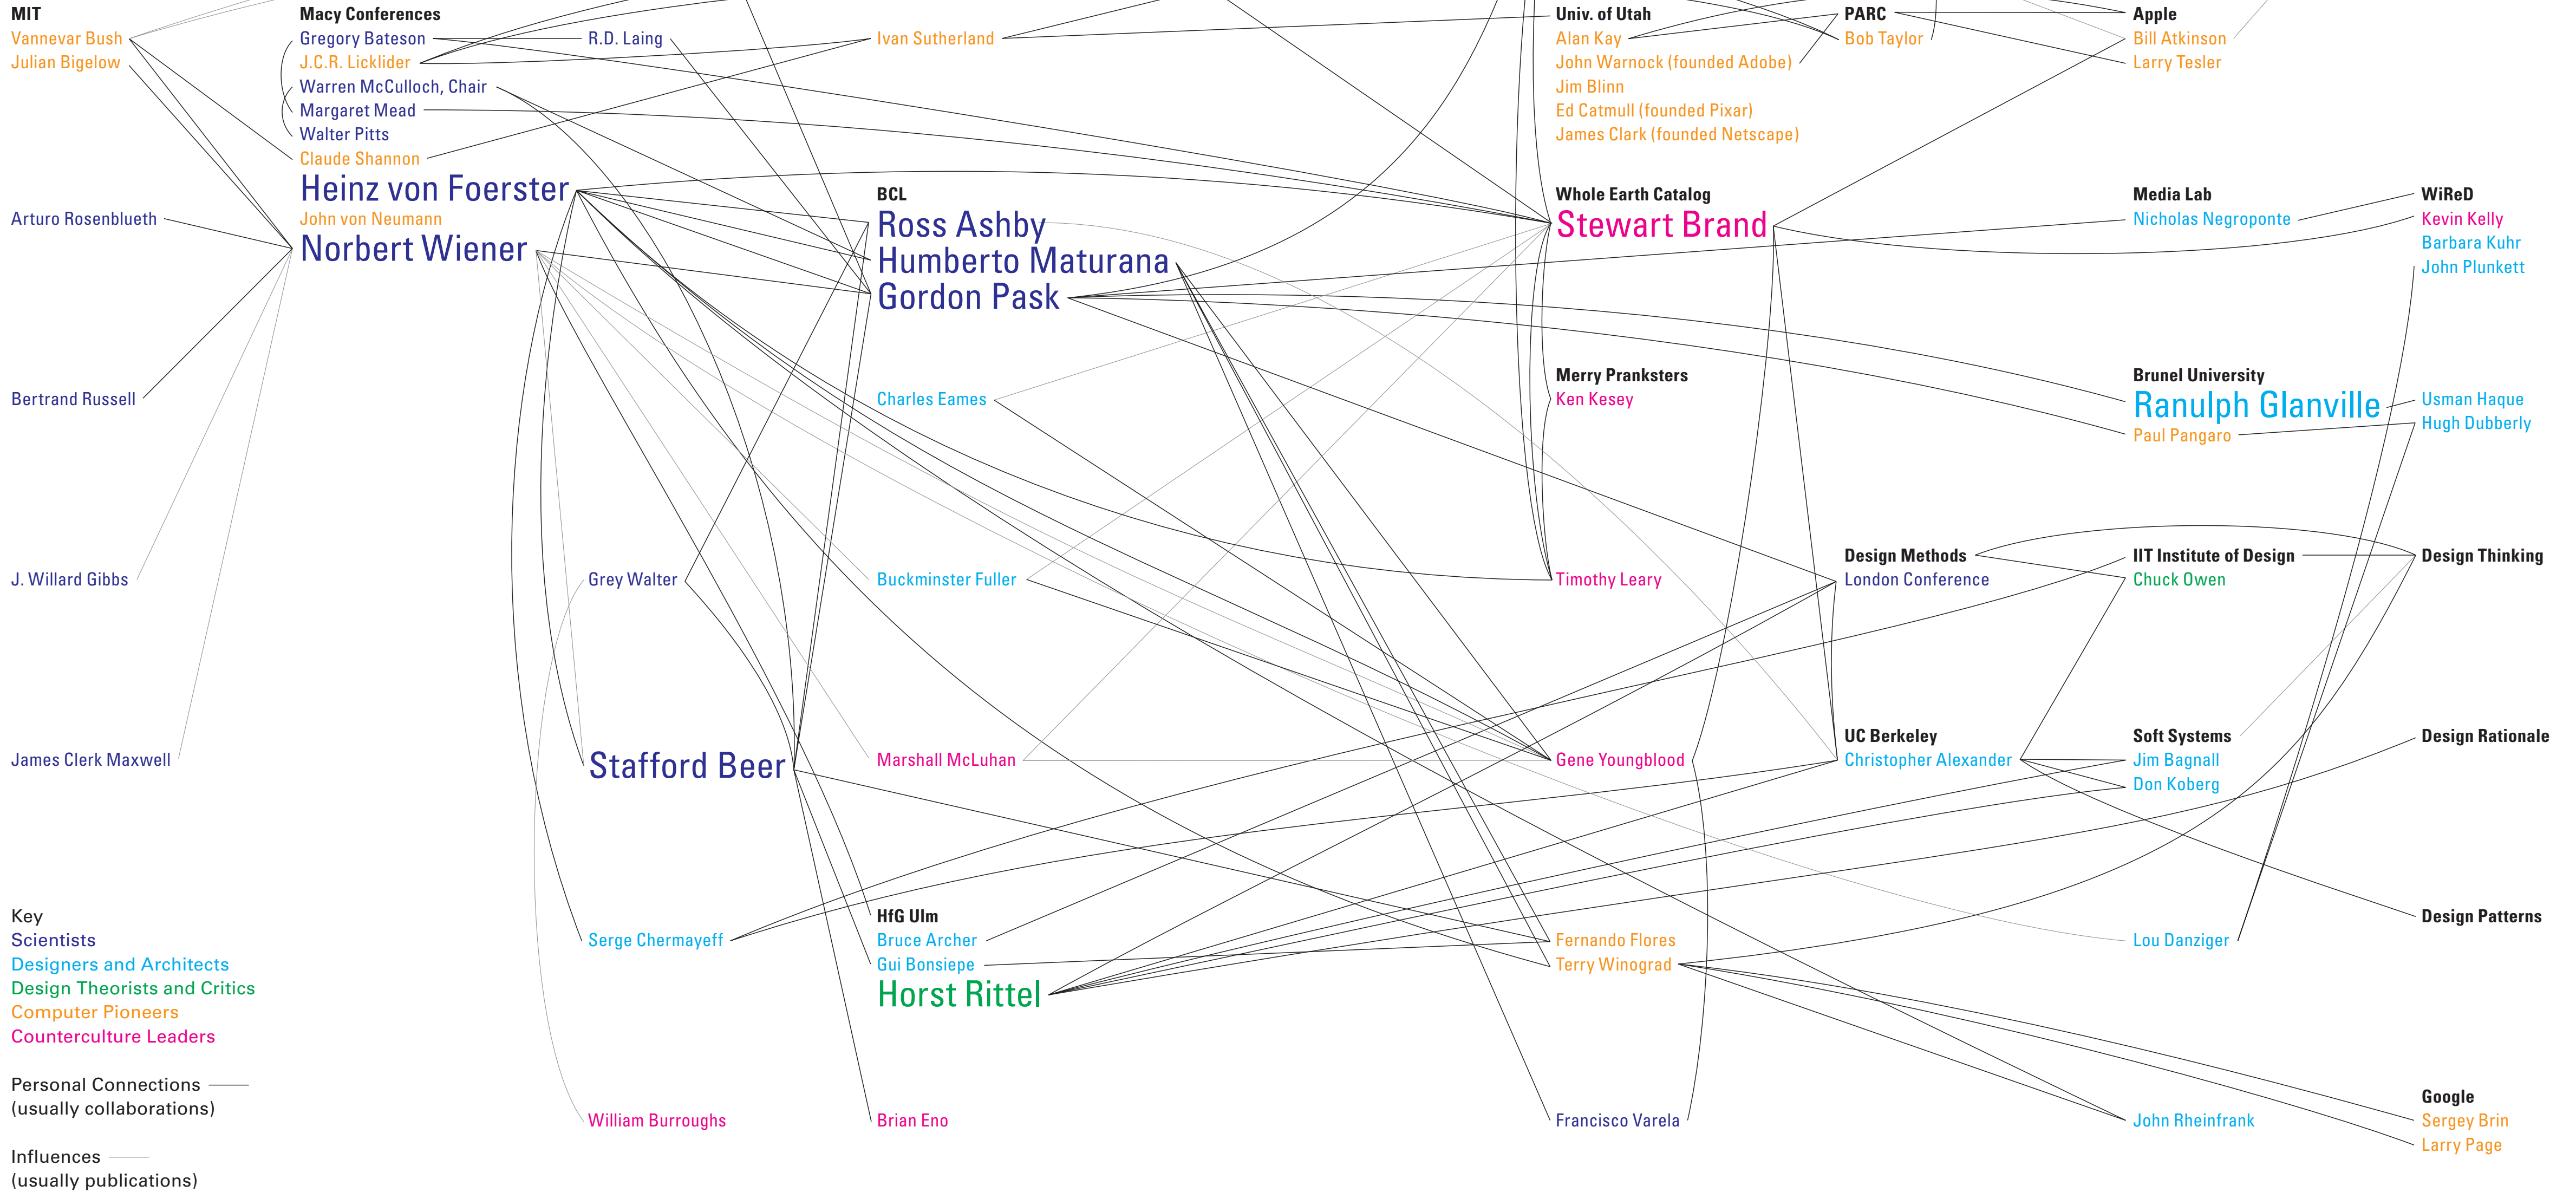 MIT
Vannevar Bush
Julian Bigelow
Arturo Rosenblueth
Bertrand Russell
J. Willard Gibbs
James Clerk Maxwell
Key
Scientists
Designers and Architects
Design Theorists and Critics
Computer Pioneers
Counterculture Leaders
Personal Connections
(usually collaborations)
Influences
(usually publications)
Macy Conferences
Gregory Bateson
J.C.R. Licklider
Warren McCulloch, Chair
Margaret Mead
Walter Pitts
Claude Shannon
Heinz von Foerster
John von Neumann
Norbert Wiener
R.D. Laing
Grey Walter
Stafford Beer
Serge Chermayeff
William Burroughs
Ivan Sutherland
BCL
Ross Ashby
Humberto Maturana
Gordon Pask
Charles Eames
Buckminster Fuller
Marshall McLuhan
HfG Ulm
Bruce Archer
Gui Bonsiepe
Horst Rittel
Brian Eno
Univ. of Utah
Alan Kay
John Warnock (founded Adobe)
Jim Blinn
Ed Catmull (founded Pixar)
James Clark (founded Netscape)
Whole Earth Catalog
Stewart Brand
Merry Pranksters
Ken Kesey
Timothy Leary
Gene Youngblood
Fernando Flores
Terry Winograd
Francisco Varela
PARC
Bob Taylor
Design Methods
London Conference
UC Berkeley
Christopher Alexander
Apple
Bill Atkinson
Larry Tesler
Media Lab
Nicholas Negroponte
Brunel University
Ranulph Glanville
Paul Pangaro
IIT Institute of Design
Chuck Owen
Soft Systems
Jim Bagnall
Don Koberg
Lou Danziger
John Rheinfrank
WiReD
Kevin Kelly
Barbara Kuhr
John Plunkett
Usman Haque
Hugh Dubberly
Design Thinking
Design Rationale
Design Patterns
Google
Sergey Brin
Larry Page